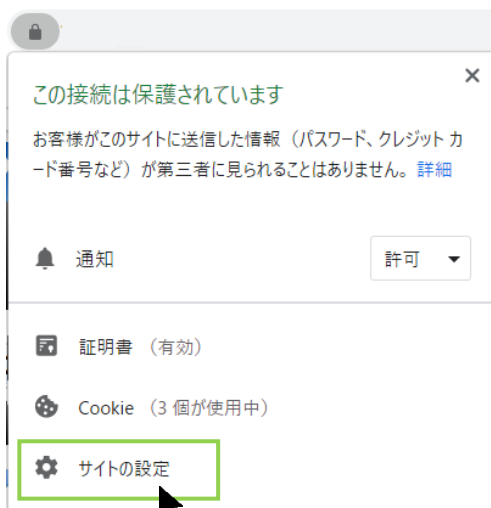 この接続は保護されています
お客様がこのサイトに送信した情報（パスワード、クレジット カ
ード番号など）が第三者に見られることはありません。 詳細
通知 許可
証明書 （有効）
Cookie （3 個が使用中）
サイトの設定